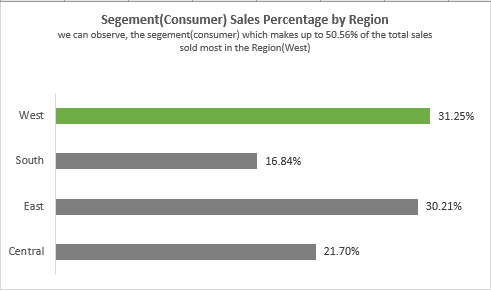 Segement(Consumer) Sales Percentage by Region
we can observe, the segement(consumer) which makes up to 50.56% of the total sales
sold most in the Region(West)
West 31.25%
South 16.84%
East 30.21%
Central 21.70%